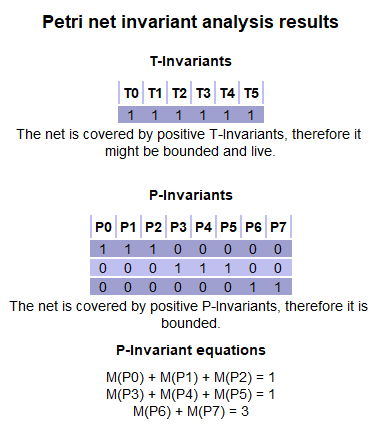 Petri net invariant analysis results
T-Invariants
T0 T1 T2 T3 T4 T5
1 1 1 1 1 1
The net is covered by positive T-Invariants, therefore it
might be bounded and live.
P-Invariants
P0 P1 P2 P3 P4 P5 P6 P7
1 1 1 0 0 0 0 0
0 0 0 1 1 1 0 0
0 0 0 0 0 0 1 1
The net is covered by positive P-Invariants, therefore it is
bounded.
P-Invariant equations
M(P0) + M(P1) + M(P2) = 1
M(P3) + M(P4) + M(P5) = 1
M(P6) + M(P7) = 3